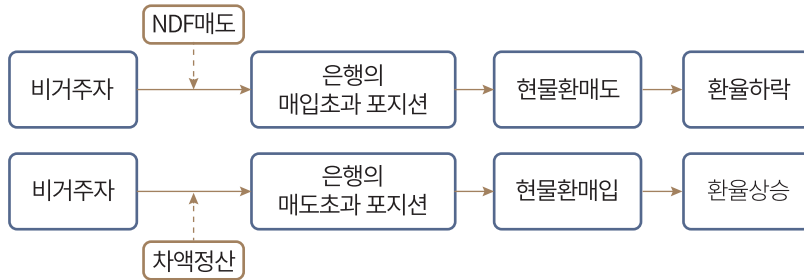 NDF매도
비거주자
은행의
매입초과 포지션
현물환매도
환율하락
비거주자
은행의
매도초과 포지션
현물환매입
환율상승
차액정산